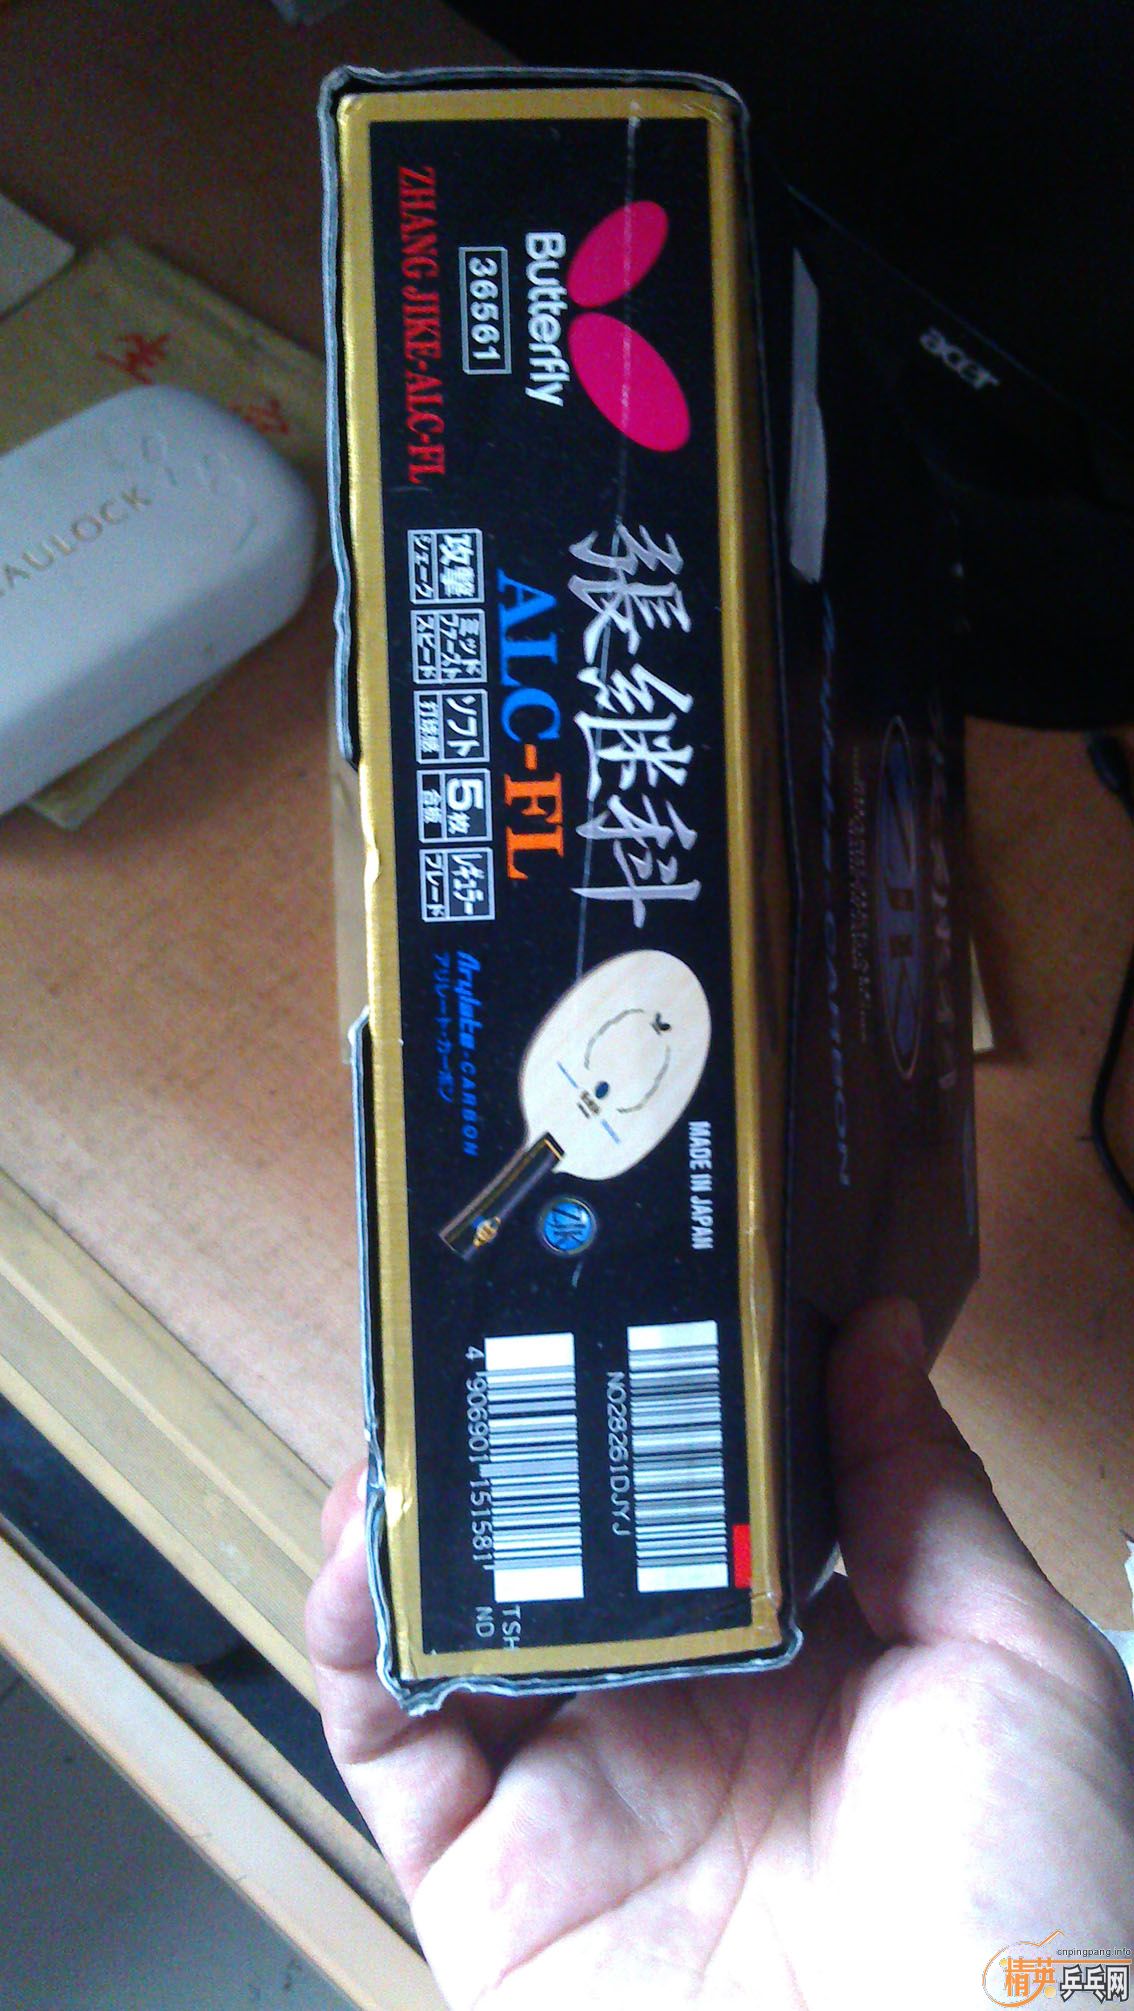 Butterfly
36561
ZHANG JIKE-ALC-FL
張継科
ALC-FL
攻撃
シェーク
ミッド
ファースト
スピード
ソフト
打球感
5枚
合板
レギュラー
ブレード
Arylate-CARBON
アリレート・カーボン
MADE IN JAPAN
ZJK
NO28261DJYJ
4 906901 151581
TSH
ND
acer
AULOCK
cnpingpang.info
精英乒乓网